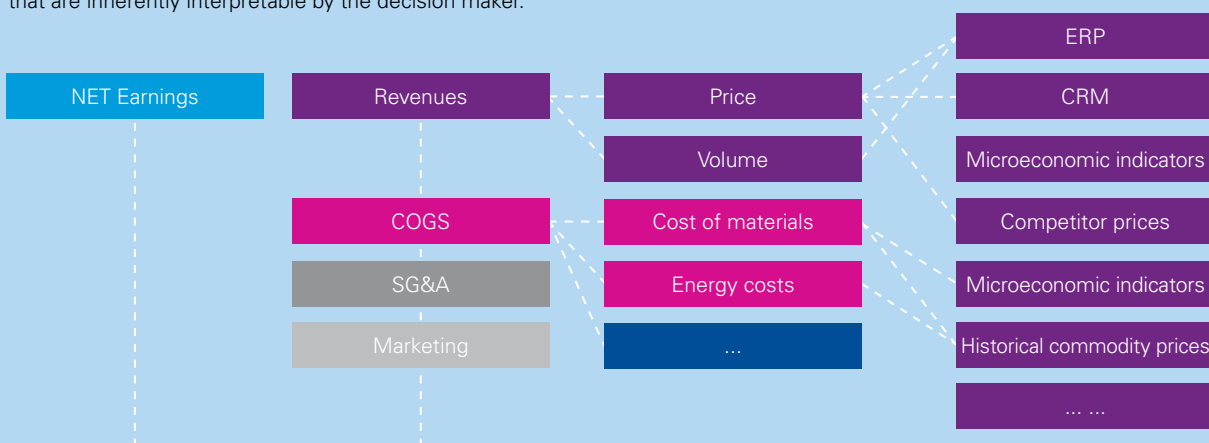 that are inherently interpretable by the decision maker.
ERP
NET Earnings
Revenues
Price
CRM
Volume
Microeconomic indicators
COGS
Cost of materials
Competitor prices
SG&A
Energy costs
Microeconomic indicators
Marketing
...
Historical commodity prices
... ...